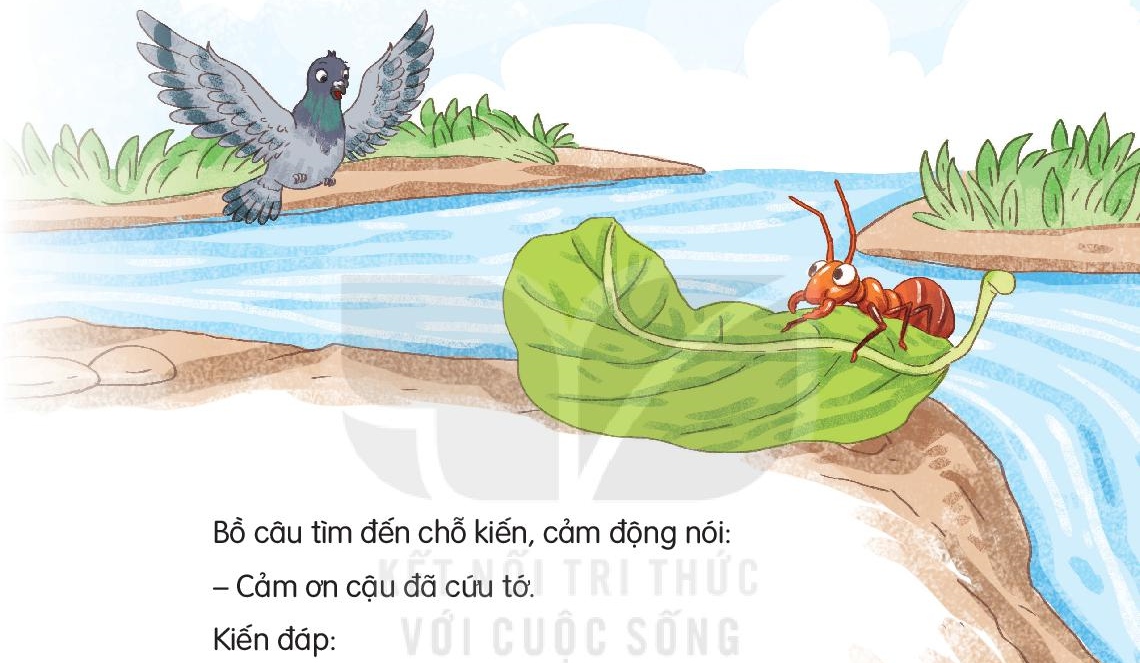 Bồ câu tìm đến chỗ kiến, cảm động nói:
– Cảm ơn cậu đã cứu tớ.
KẾT NỐI TRI THỨC
Kiến đáp:
VỚI CUỘC SỐNG